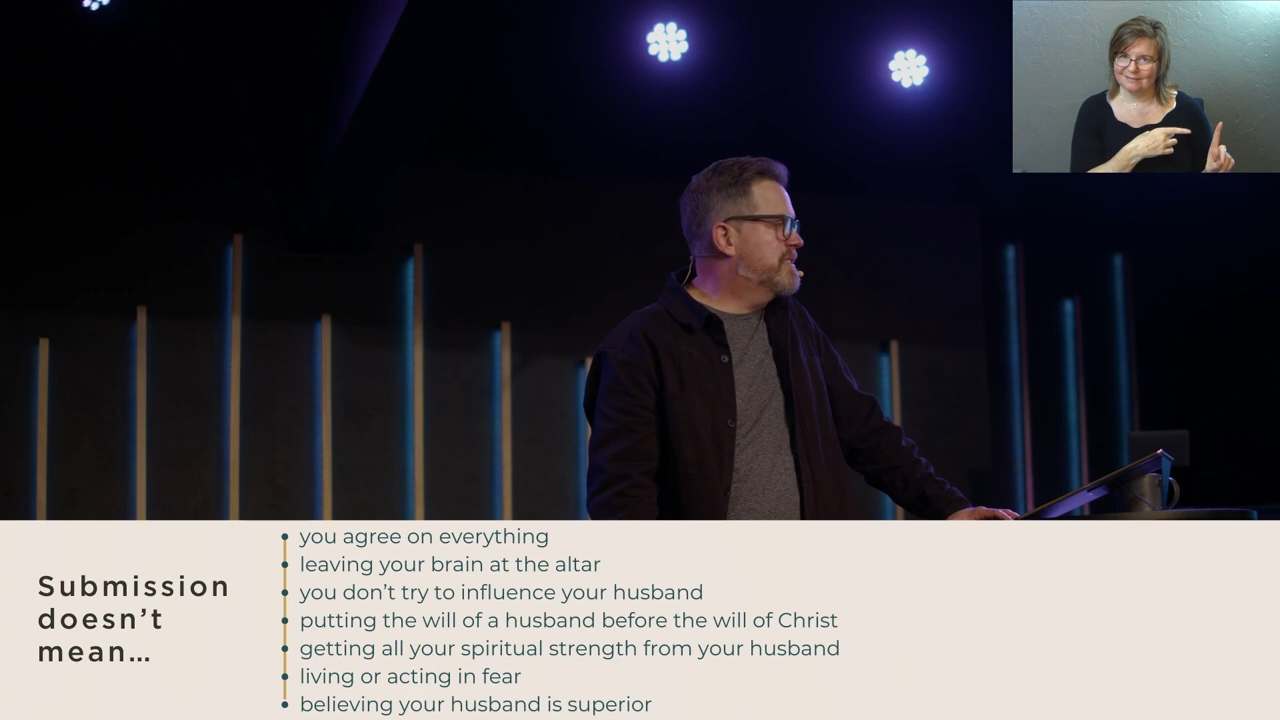 Submission
doesn't
mean...
you agree on everything
leaving your brain at the altar
you don't try to influence your husband
putting the will of a husband before the will of Christ
getting all your spiritual strength from your husband
living or acting in fear
believing your husband is superior